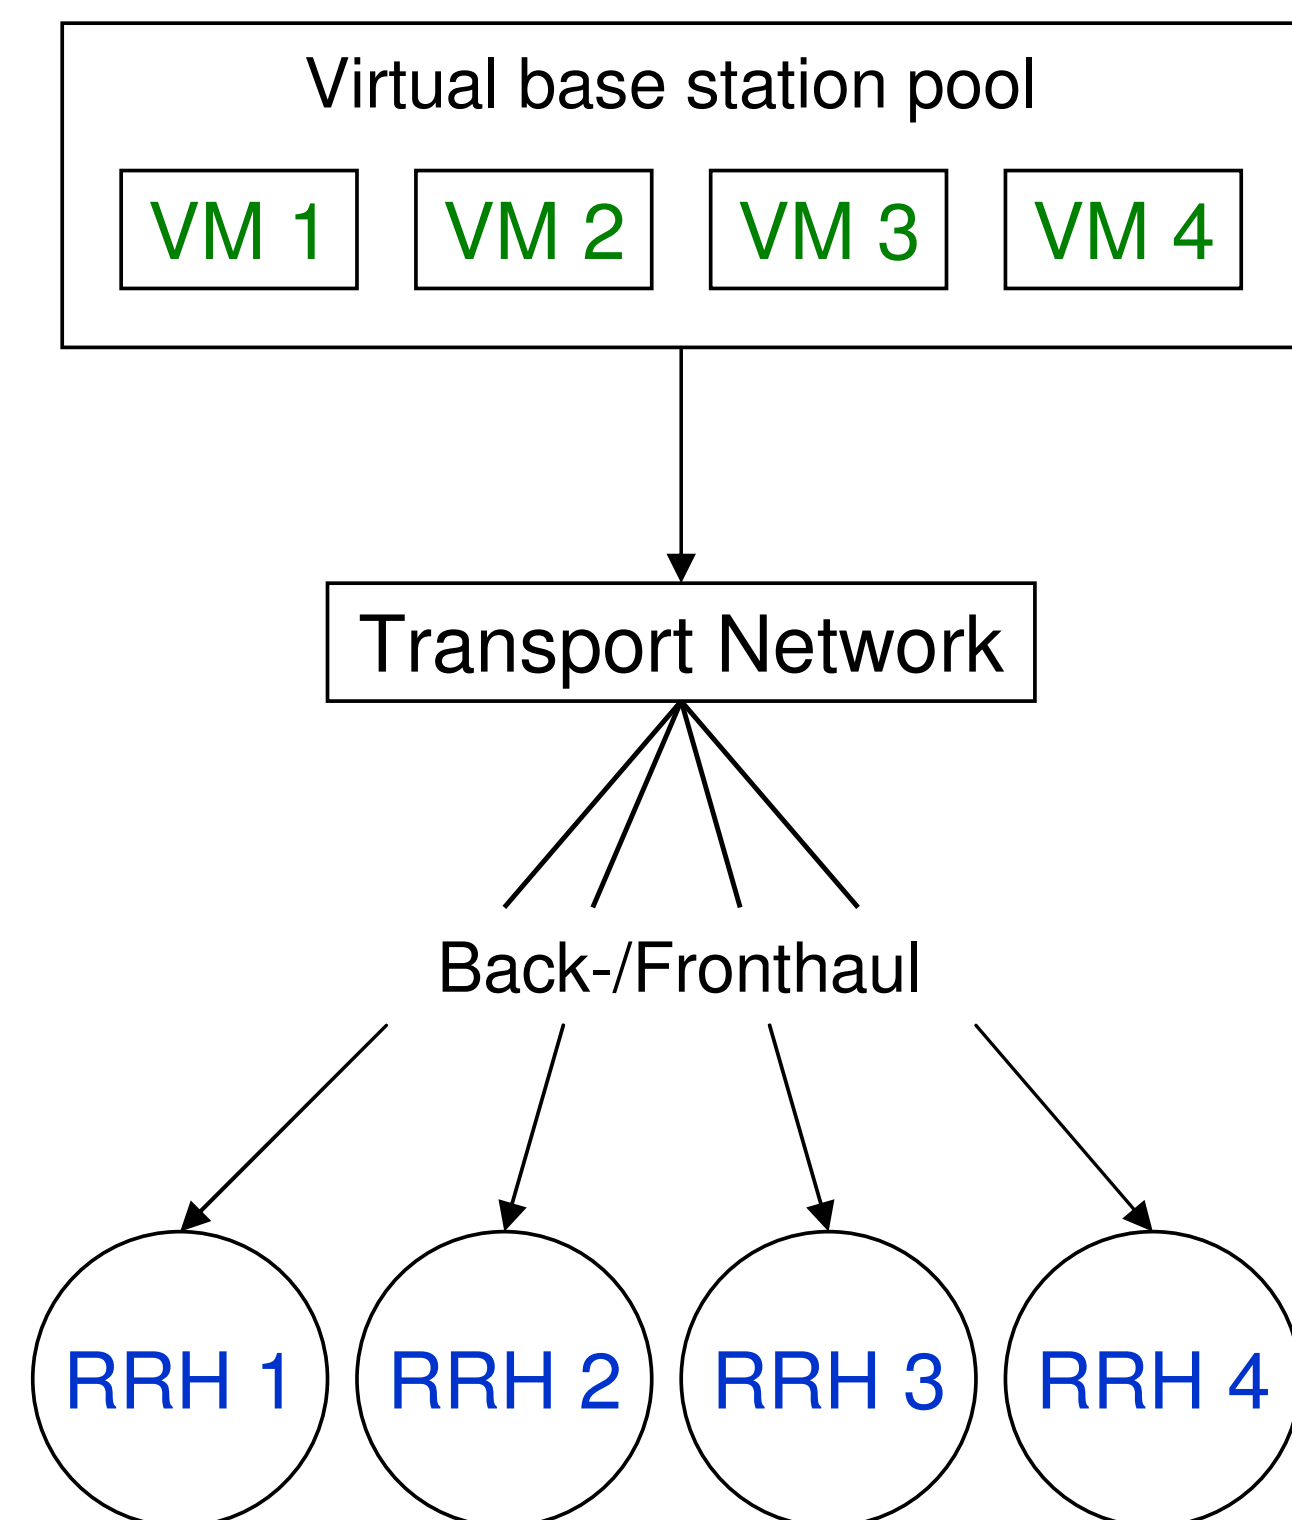 Virtual base station pool
VM 1 VM 2 VM 3 VM 4
Transport Network
Back-/Fronthaul
RRH 1 RRH 2 RRH 3 RRH 4